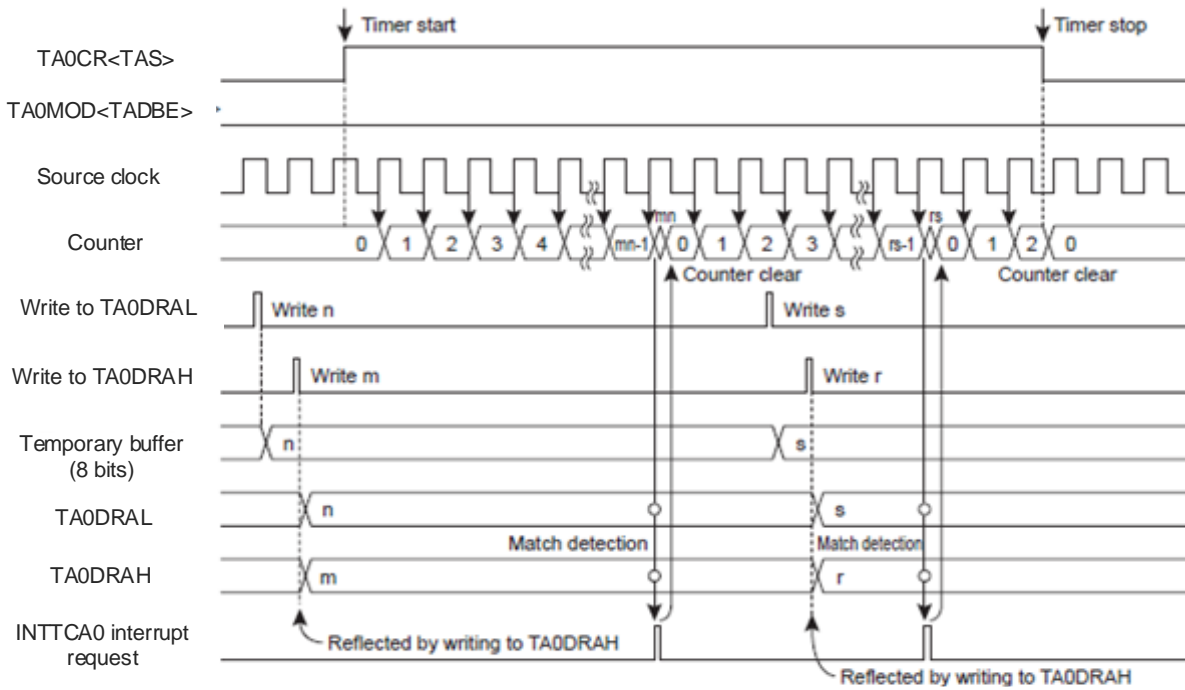 Timer start
Timer stop
TA0CR<TAS>
TA0MOD<TADBE>
Source clock
mn
rs
Counter
0 1 2 3 4 mn-1 0 1 2 3 rs-1 0 1 2 0
Counter clear
Counter clear
Write to TA0DRAL
Write n
Write s
Write to TA0DRAH
Write m
Write r
Temporary buffer
(8 bits)
n
s
TA0DRAL
n
s
Match detection
Match detection
TA0DRAH
m
r
INTTCA0 interrupt
request
Reflected by writing to TA0DRAH
Reflected by writing to TA0DRAH